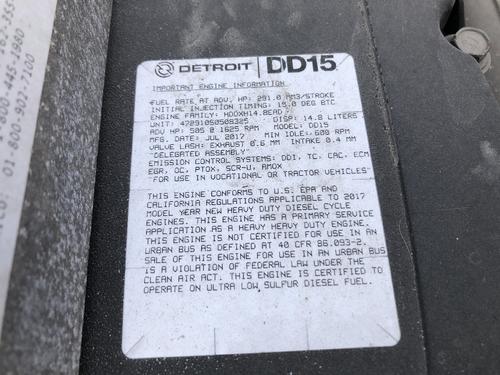 DETROIT DD15
IMPORTANT ENGINE INFORMATION
FUEL RATE AT ADV. HP: 291.0 MM3/STROKE
INITIAL INJECTION TIMING: 15.0 DEG BTC
ENGINE FAMILY: HDDXH14.8EAD
UNIT: 472910S0508325 DISP: 14.8 LITERS
ADV HP: 505 @ 1625 RPM MODEL: DD15
MFG. DATE: JUL 2017 MIN IDLE: 600 RPM
VALVE LASH: EXHAUST 0.6 MM INTAKE 0.4 MM
"DELEGATED ASSEMBLY"
EMISSION CONTROL SYSTEMS: DDI, TC, CAC, ECM
EGR, OC, PTOX, SCR-U, AMOX
"FOR USE IN VOCATIONAL OR TRACTOR VEHICLES"
THIS ENGINE CONFORMS TO U.S. EPA AND
CALIFORNIA REGULATIONS APPLICABLE TO 2017
MODEL YEAR NEW HEAVY DUTY DIESEL CYCLE
ENGINES. THIS ENGINE HAS A PRIMARY SERVICE
APPLICATION AS A HEAVY HEAVY DUTY ENGINE.
THIS ENGINE IS NOT CERTIFIED FOR USE IN AN
URBAN BUS AS DEFINED AT 40 CFR 86.093-2.
SALE OF THIS ENGINE FOR USE IN AN URBAN BUS
IS A VIOLATION OF FEDERAL LAW UNDER THE
CLEAN AIR ACT. THIS ENGINE IS CERTIFIED TO
OPERATE ON ULTRA LOW SULFUR DIESEL FUEL.